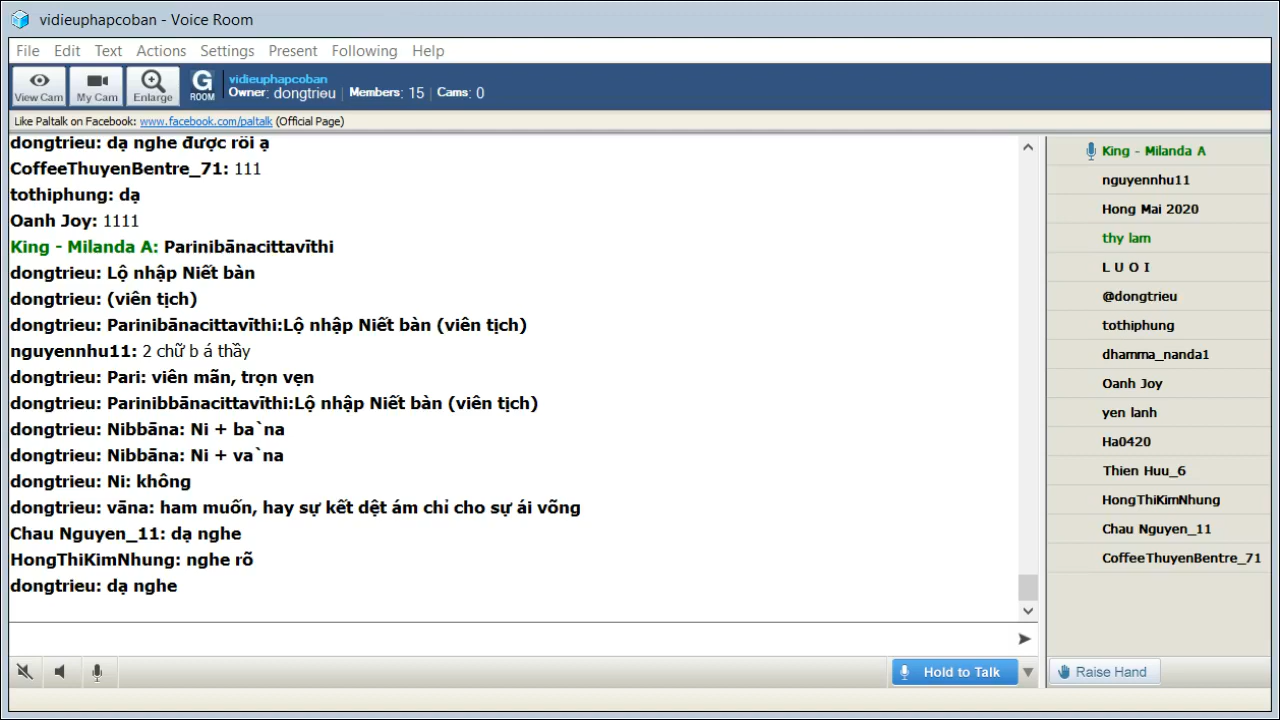 vidieuphapcoban - Voice Room
File Edit Text Actions Settings Present Following Help
View Cam My Cam Enlarge G ROOM
vidieuphapcoban
Owner: dongtrieu | Members: 15 | Cams: 0
Like Paltalk on Facebook: www.facebook.com/paltalk (Official Page)
dongtrieu: dạ nghe được rồi ạ
CoffeeThuyenBentre_71: 111
tothiphung: dạ
Oanh Joy: 1111
King - Milanda A: Parinibānacittavīthi
dongtrieu: Lộ nhập Niết bàn
dongtrieu: (viên tịch)
dongtrieu: Parinibānacittavīthi:Lộ nhập Niết bàn (viên tịch)
nguyennhu11: 2 chữ b á thầy
dongtrieu: Pari: viên mãn, trọn vẹn
dongtrieu: Parinibbānacittavīthi:Lộ nhập Niết bàn (viên tịch)
dongtrieu: Nibbāna: Ni + ba`na
dongtrieu: Nibbāna: Ni + va`na
dongtrieu: Ni: không
dongtrieu: vāna: ham muốn, hay sự kết dệt ám chỉ cho sự ái võng
Chau Nguyen_11: dạ nghe
HongThiKimNhung: nghe rõ
dongtrieu: dạ nghe
King - Milanda A
nguyennhu11
Hong Mai 2020
thy lam
L U O I
@dongtrieu
tothiphung
dhamma_nanda1
Oanh Joy
yen lanh
Ha0420
Thien Huu_6
HongThiKimNhung
Chau Nguyen_11
CoffeeThuyenBentre_71
Hold to Talk
Raise Hand